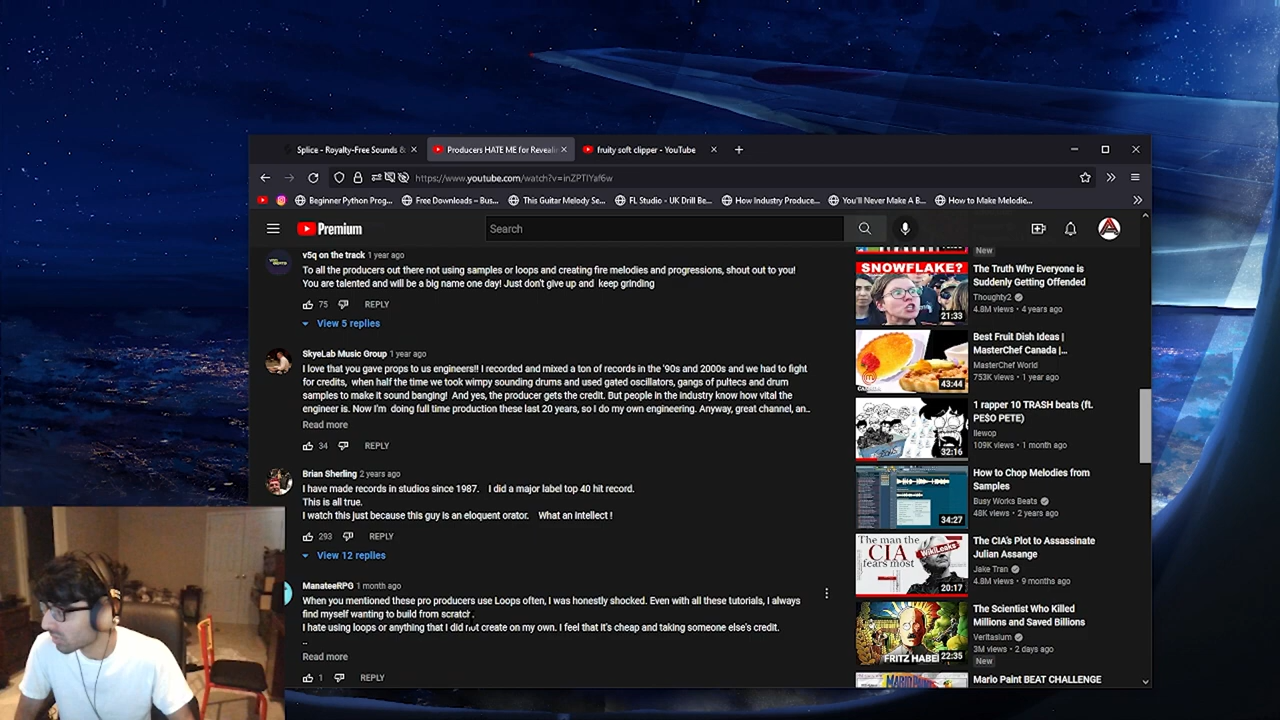 Splice - Royalty-Free Sounds &
Producers HATE ME for Reveali
fruity soft clipper - YouTube
https://www.youtube.com/watch?v=inZPTIYaf6w
Beginner Python Prog...
Free Downloads – Bus...
This Guitar Melody Se...
FL Studio - UK Drill Be...
How Industry Produce...
You'll Never Make A B...
How to Make Melodie...
Premium
Search
v5q on the track 1 year ago
To all the producers out there not using samples or loops and creating fire melodies and progressions, shout out to you!
You are talented and will be a big name one day! Just don't give up and keep grinding
75 REPLY
View 5 replies
SkyeLab Music Group 1 year ago
I love that you gave props to us engineers!! I recorded and mixed a ton of records in the '90s and 2000s and we had to fight
for credits, when half the time we took wimpy sounding drums and used gated oscillators, gangs of pultecs and drum
samples to make it sound banging! And yes, the producer gets the credit. But people in the industry know how vital the
engineer is. Now I'm doing full time production these last 20 years, so I do my own engineering. Anyway, great channel, an..
Read more
34 REPLY
Brian Sherling 2 years ago
I have made records in studios since 1987. I did a major label top 40 hit record.
This is all true.
I watch this just because this guy is an eloquent orator. What an Intellect !
293 REPLY
View 12 replies
ManateeRPG 1 month ago
When you mentioned these pro producers use Loops often, I was honestly shocked. Even with all these tutorials, I always
find myself wanting to build from scratch.
I hate using loops or anything that I did not create on my own. I feel that it's cheap and taking someone else's credit.
..
Read more
1 REPLY
New
SNOWFLAKE?
21:33
The Truth Why Everyone is
Suddenly Getting Offended
Thoughty2
4.8M views • 4 years ago
43:44
Best Fruit Dish Ideas |
MasterChef Canada |...
MasterChef World
753K views • 1 year ago
32:16
1 rapper 10 TRASH beats (ft.
PESO PETE)
llewop
109K views • 1 month ago
34:27
How to Chop Melodies from
Samples
Busy Works Beats
48K views • 2 years ago
The man the
CIA
fears most
WikiLeaks
20:17
The CIA's Plot to Assassinate
Julian Assange
Jake Tran
4.8M views • 9 months ago
FRITZ HABER
22:35
The Scientist Who Killed
Millions and Saved Billions
Veritasium
3M views • 2 days ago
New
Mario Paint BEAT CHALLENGE